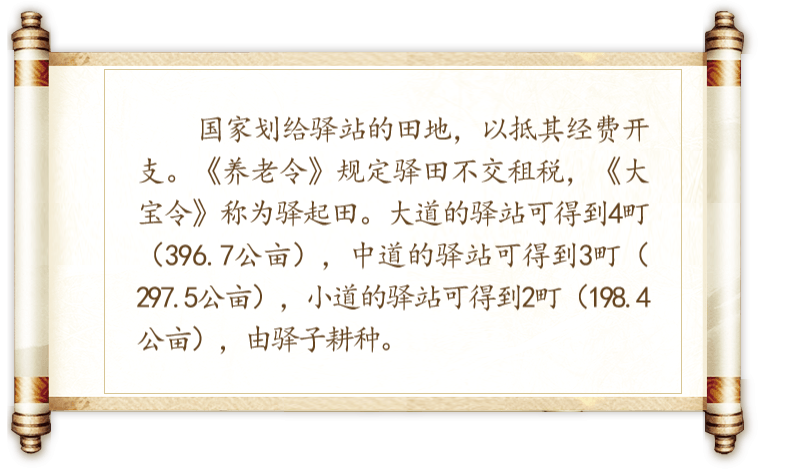 国家划给驿站的田地，以抵其经费开
支。《养老令》规定驿田不交租税，《大
宝令》称为驿起田。大道的驿站可得到4町
（396.7公亩），中道的驿站可得到3町（
297.5公亩），小道的驿站可得到2町（198.4
公亩），由驿子耕种。